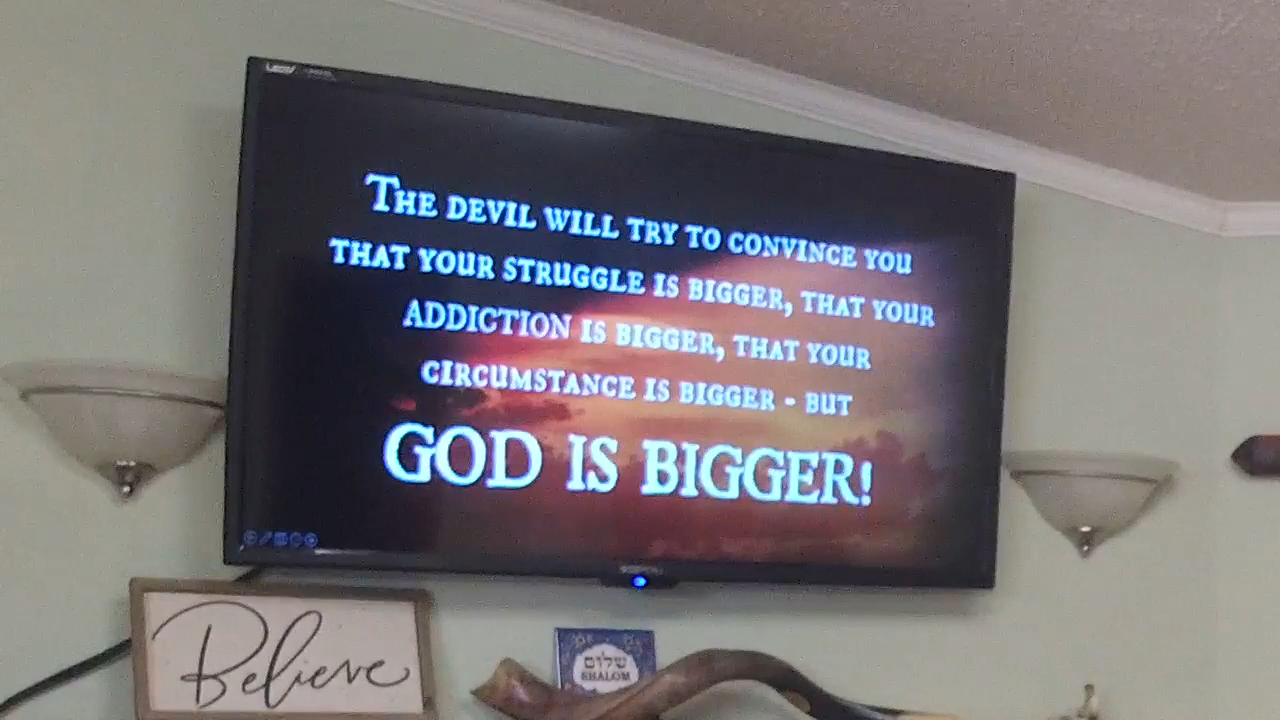 THE DEVIL WILL TRY TO CONVINCE YOU
THAT YOUR STRUGGLE IS BIGGER, THAT YOUR
ADDICTION IS BIGGER, THAT YOUR
CIRCUMSTANCE IS BIGGER - BUT
GOD IS BIGGER!
Believe
שלום
SHALOM